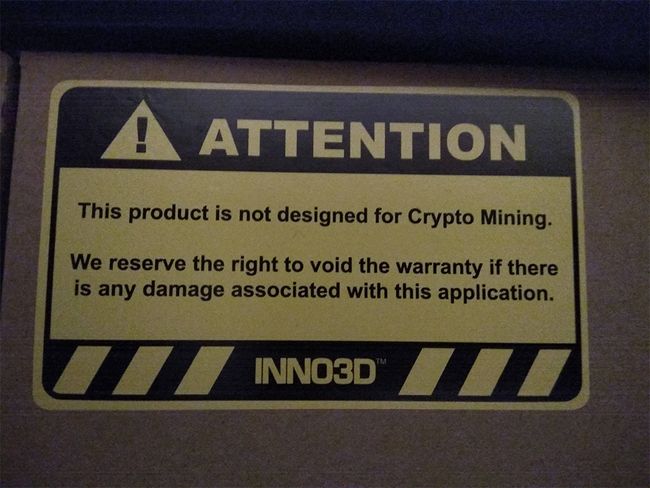 ! ATTENTION
This product is not designed for Crypto Mining.
We reserve the right to void the warranty if there
is any damage associated with this application.
INNO3D™